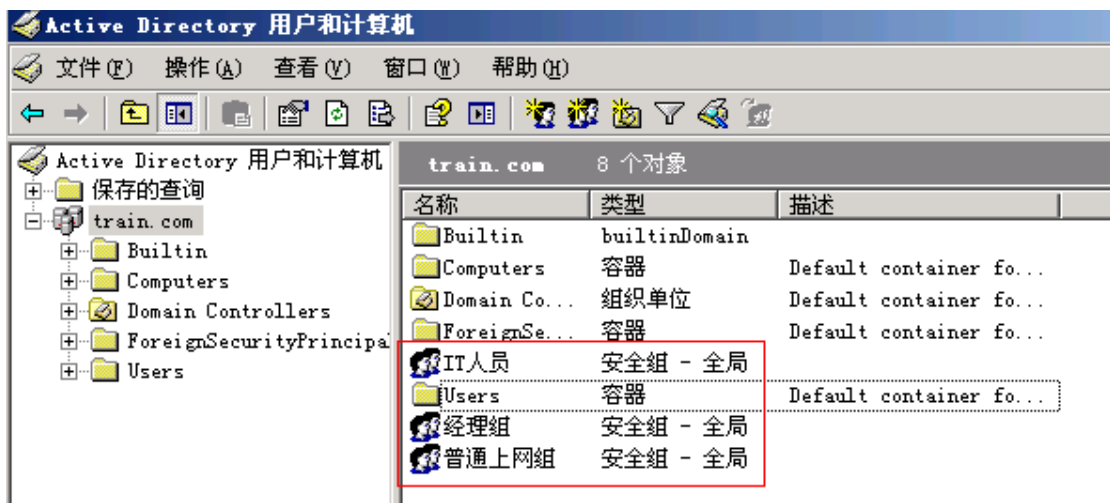 Active Directory 用户和计算机
文件(F) 操作(A) 查看(V) 窗口(W) 帮助(H)
Active Directory 用户和计算机
保存的查询
train.com
Builtin
Computers
Domain Controllers
ForeignSecurityPrincipal
Users
train.com 8 个对象
名称 类型 描述
Builtin builtinDomain
Computers 容器 Default container fo...
Domain Co... 组织单位 Default container fo...
ForeignSe... 容器 Default container fo...
IT人员 安全组 - 全局
Users 容器 Default container fo...
经理组 安全组 - 全局
普通上网组 安全组 - 全局